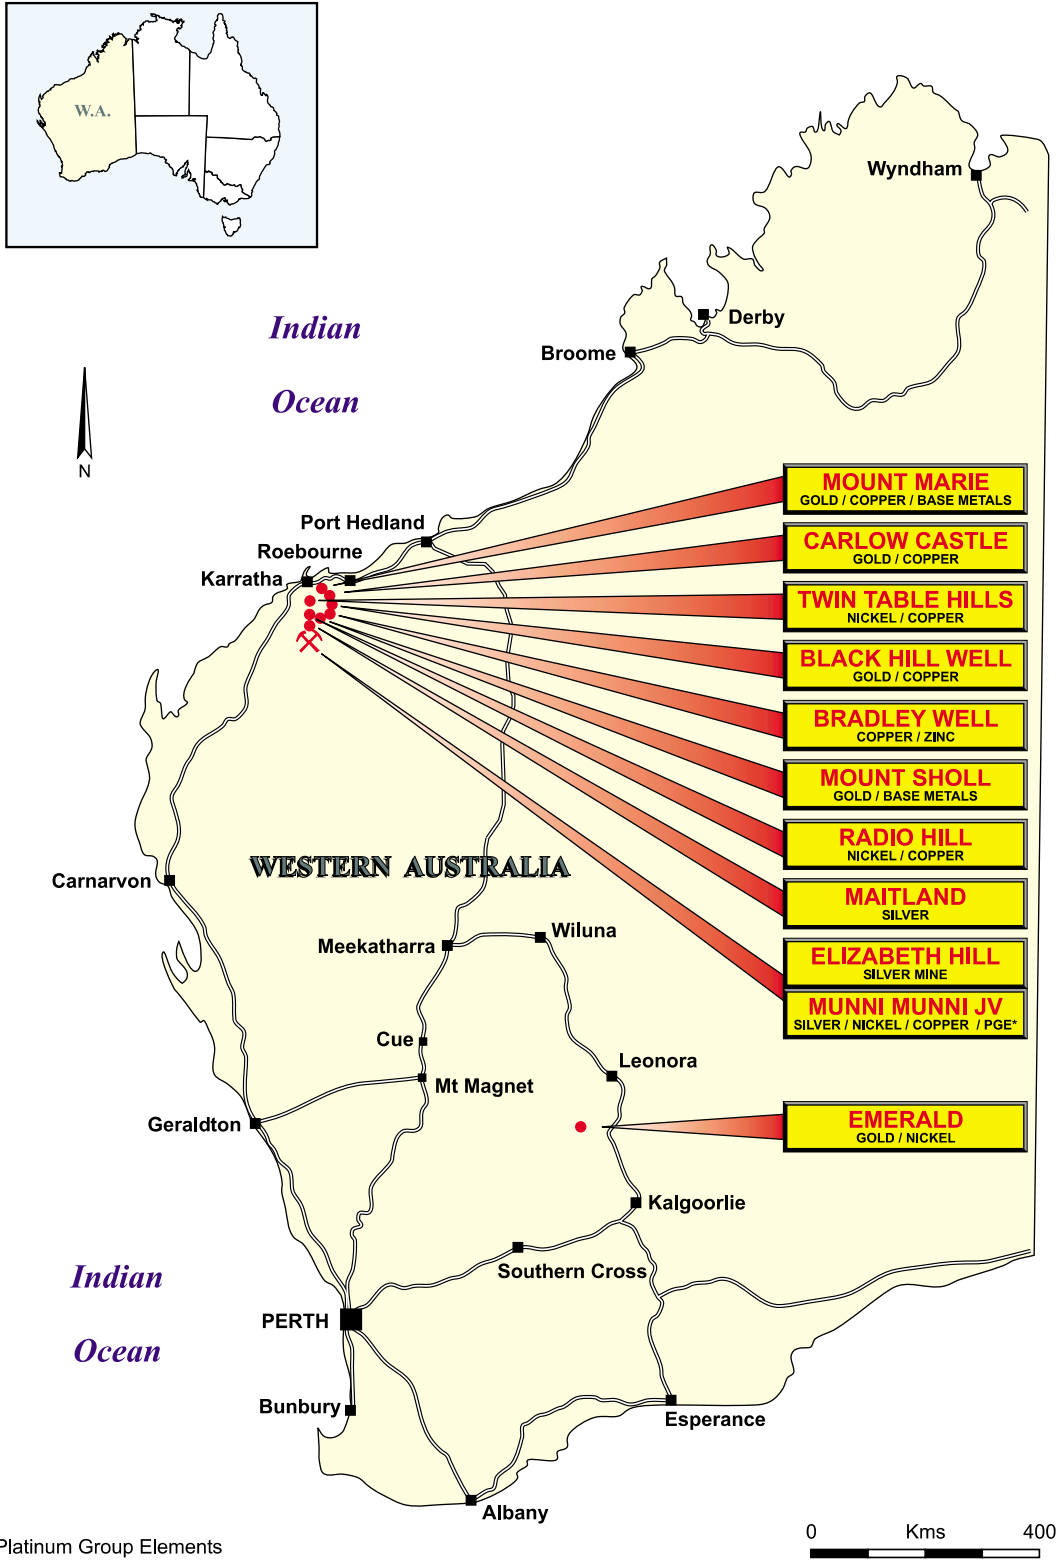 W.A.
Wyndham
Indian
Ocean
Derby
Broome
N
Port Hedland
Roebourne
Karratha
MOUNT MARIE
GOLD / COPPER / BASE METALS
CARLOW CASTLE
GOLD / COPPER
TWIN TABLE HILLS
NICKEL / COPPER
BLACK HILL WELL
GOLD / COPPER
BRADLEY WELL
COPPER / ZINC
MOUNT SHOLL
GOLD / BASE METALS
RADIO HILL
NICKEL / COPPER
MAITLAND
SILVER
ELIZABETH HILL
SILVER MINE
MUNNI MUNNI JV
SILVER / NICKEL / COPPER / PGE*
WESTERN AUSTRALIA
Carnarvon
Meekatharra
Wiluna
Cue
Mt Magnet
Leonora
Geraldton
EMERALD
GOLD / NICKEL
Kalgoorlie
Southern Cross
Indian
Ocean
PERTH
Bunbury
Esperance
Albany
Platinum Group Elements
0 Kms 400